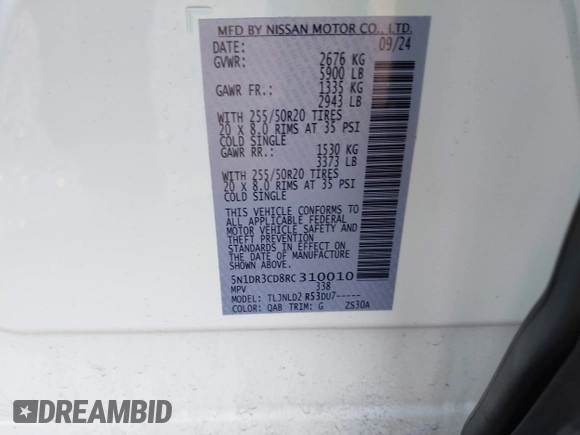 MFD BY NISSAN MOTOR CO., LTD.
DATE: 09/24
GVWR: 2676 KG
5900 LB
GAWR FR.: 1335 KG
2943 LB
WITH 255/50R20 TIRES
20 X 8.0 RIMS AT 35 PSI
COLD SINGLE
GAWR RR.: 1530 KG
3373 LB
WITH 255/50R20 TIRES
20 X 8.0 RIMS AT 35 PSI
COLD SINGLE
THIS VEHICLE CONFORMS TO
ALL APPLICABLE FEDERAL
MOTOR VEHICLE SAFETY AND
THEFT PREVENTION
STANDARDS IN EFFECT ON
THE DATE OF MANUFACTURE
SHOWN ABOVE.
5N1DR3CD8RC310010
MPV 338
MODEL: TLJNLD2 R53DU7-----
COLOR: QAB TRIM: G ZS30A
DREAMBID